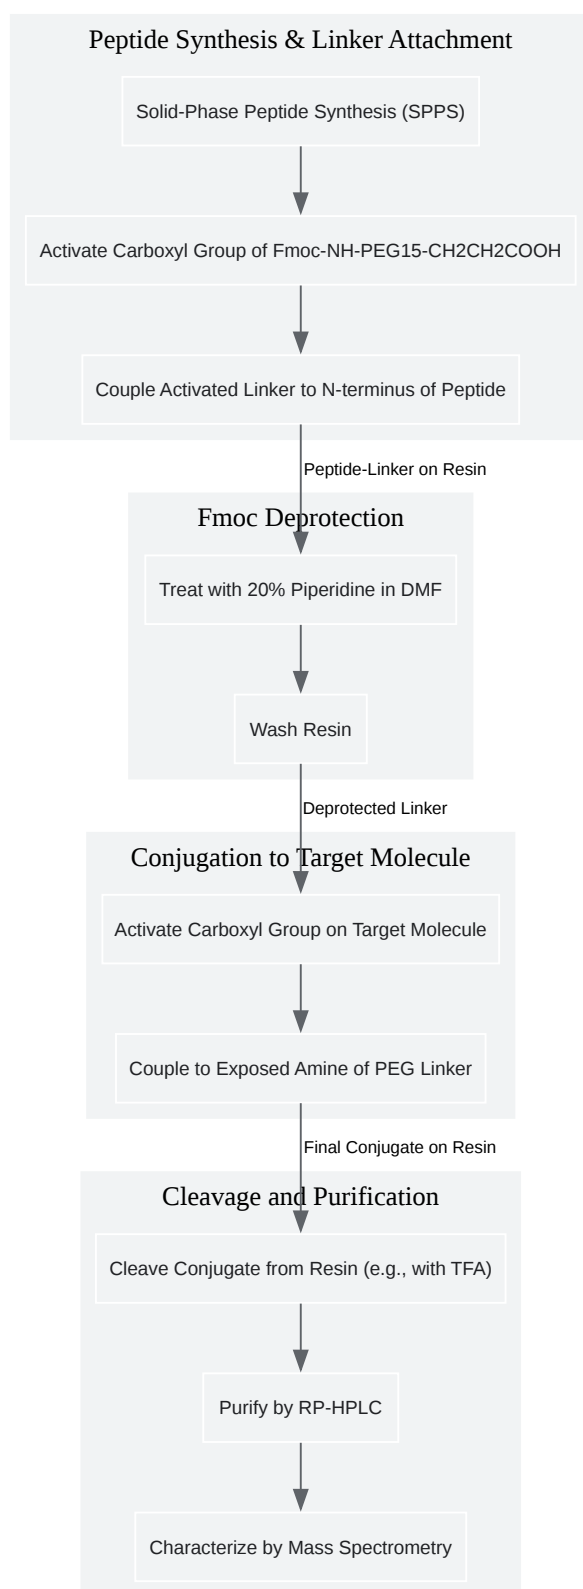 Peptide Synthesis & Linker Attachment
Solid-Phase Peptide Synthesis (SPPS)
Activate Carboxyl Group of Fmoc-NH-PEG15-CH2CH2COOH
Couple Activated Linker to N-terminus of Peptide
Peptide-Linker on Resin
Fmoc Deprotection
Treat with 20% Piperidine in DMF
Wash Resin
Deprotected Linker
Conjugation to Target Molecule
Activate Carboxyl Group on Target Molecule
Couple to Exposed Amine of PEG Linker
Final Conjugate on Resin
Cleavage and Purification
Cleave Conjugate from Resin (e.g., with TFA)
Purify by RP-HPLC
Characterize by Mass Spectrometry